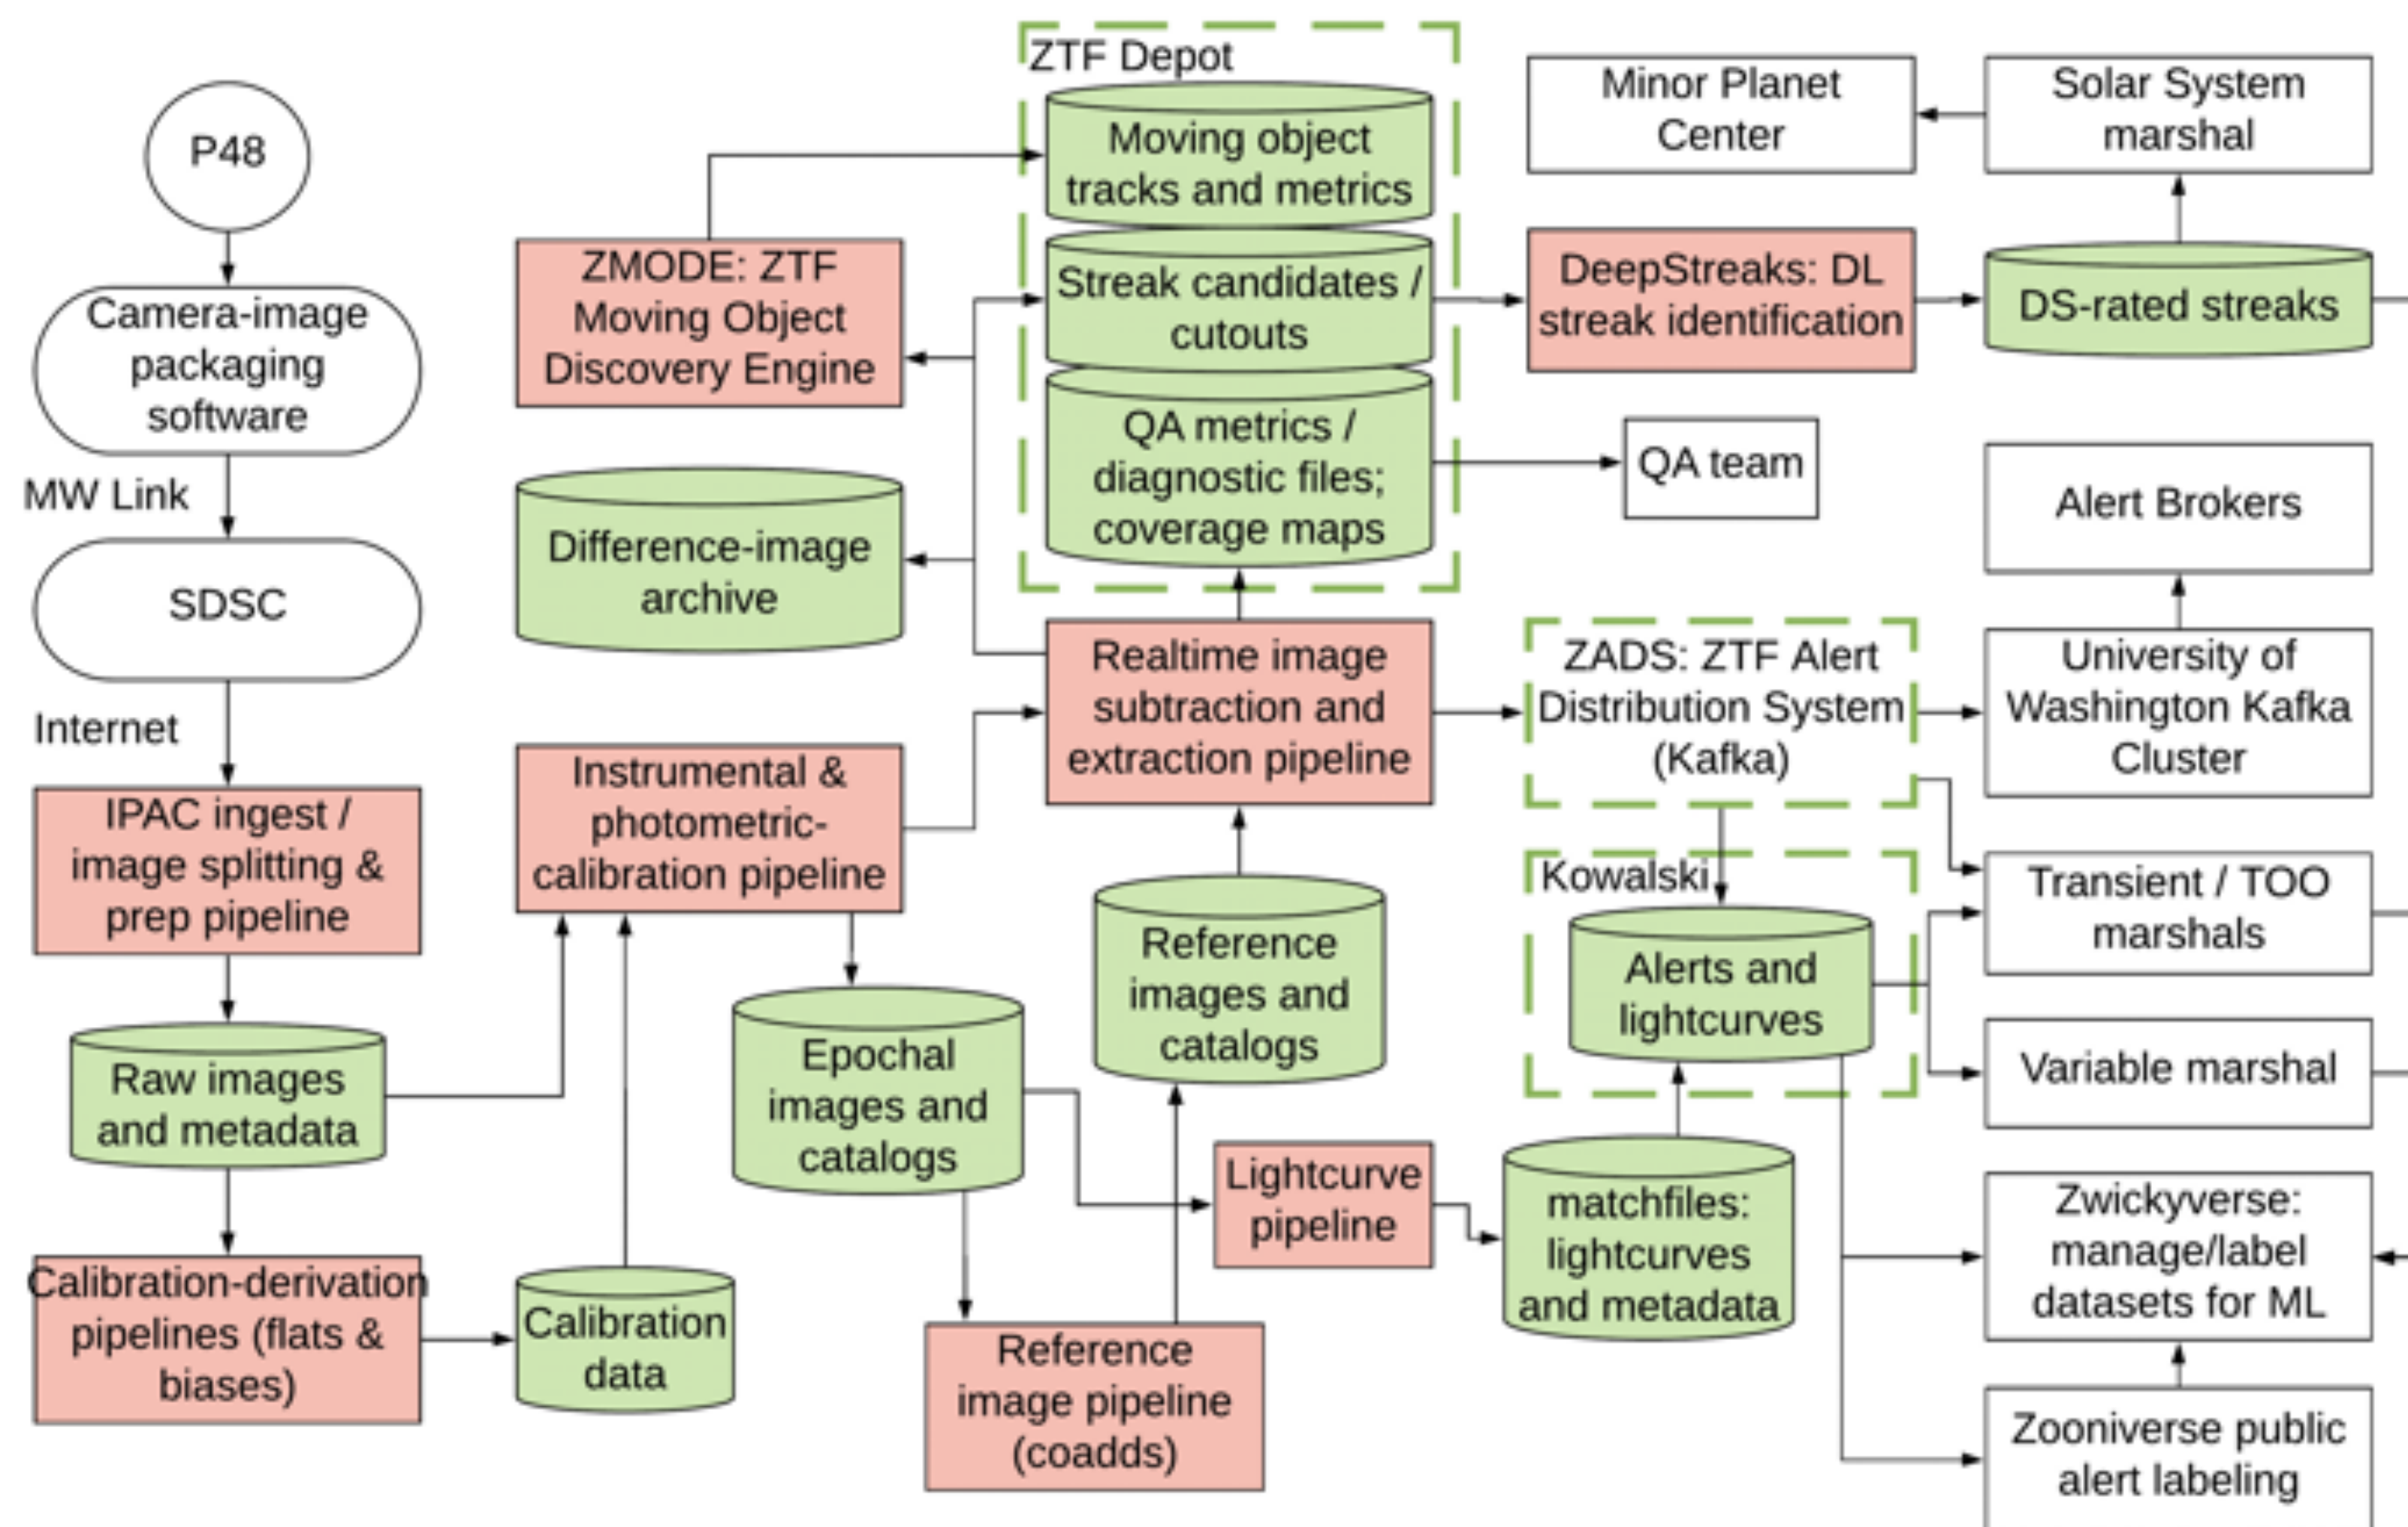 P48
Camera-image
packaging
software
MW Link
SDSC
Internet
IPAC ingest /
image splitting &
prep pipeline
Raw images
and metadata
Calibration-derivation
pipelines (flats &
biases)
ZMODE: ZTF
Moving Object
Discovery Engine
Difference-image
archive
Instrumental &
photometric-
calibration pipeline
Epochal
images and
catalogs
Calibration
data
ZTF Depot
Moving object
tracks and metrics
Streak candidates /
cutouts
QA metrics /
diagnostic files;
coverage maps
Realtime image
subtraction and
extraction pipeline
Reference
images and
catalogs
Lightcurve
pipeline
Reference
image pipeline
(coadds)
Minor Planet
Center
DeepStreaks: DL
streak identification
QA team
ZADS: ZTF Alert
Distribution System
(Kafka)
Kowalski
Alerts and
lightcurves
matchfiles:
lightcurves
and metadata
Solar System
marshal
DS-rated streaks
Alert Brokers
University of
Washington Kafka
Cluster
Transient / TOO
marshals
Variable marshal
Zwickyverse:
manage/label
datasets for ML
Zooniverse public
alert labeling